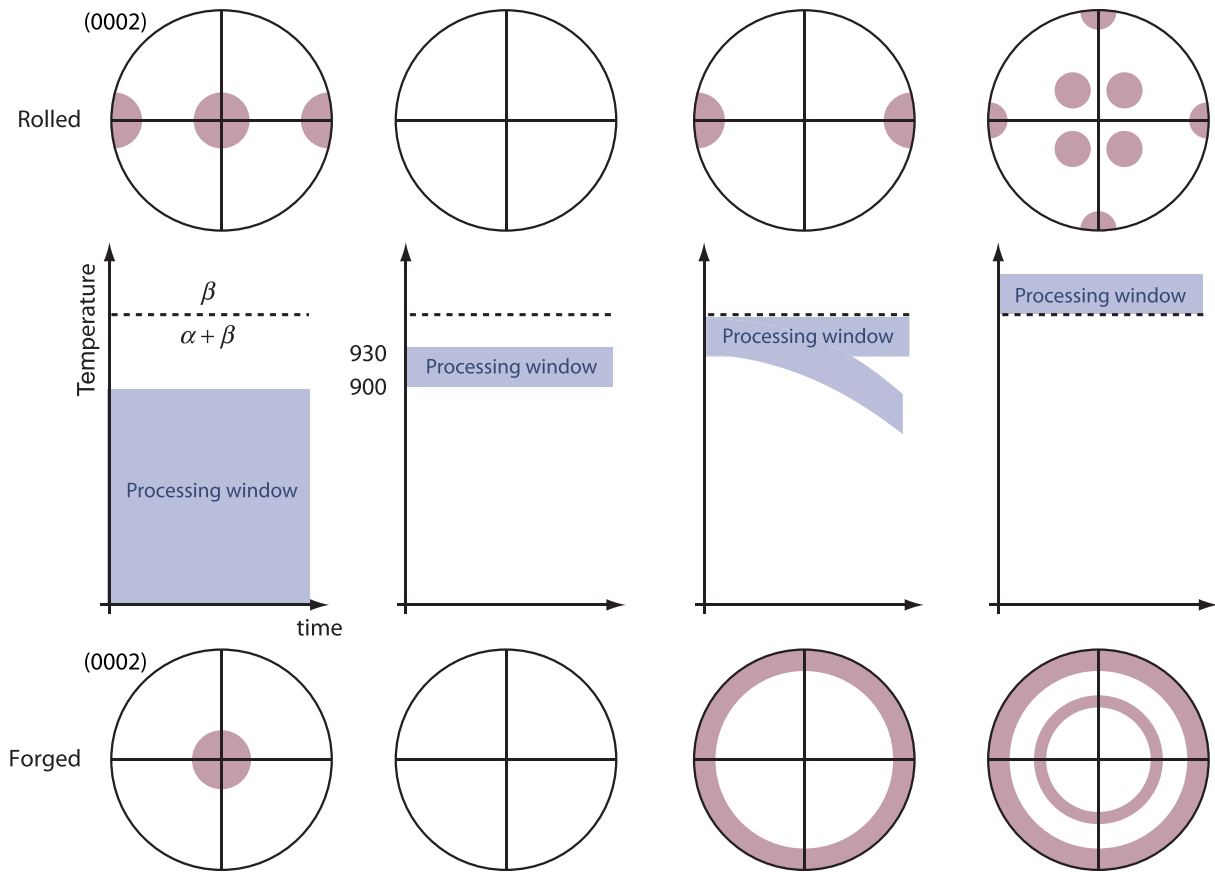 (0002)
Rolled
Temperature
β
α + β
Processing window
time
930
900
Processing window
Processing window
Processing window
(0002)
Forged